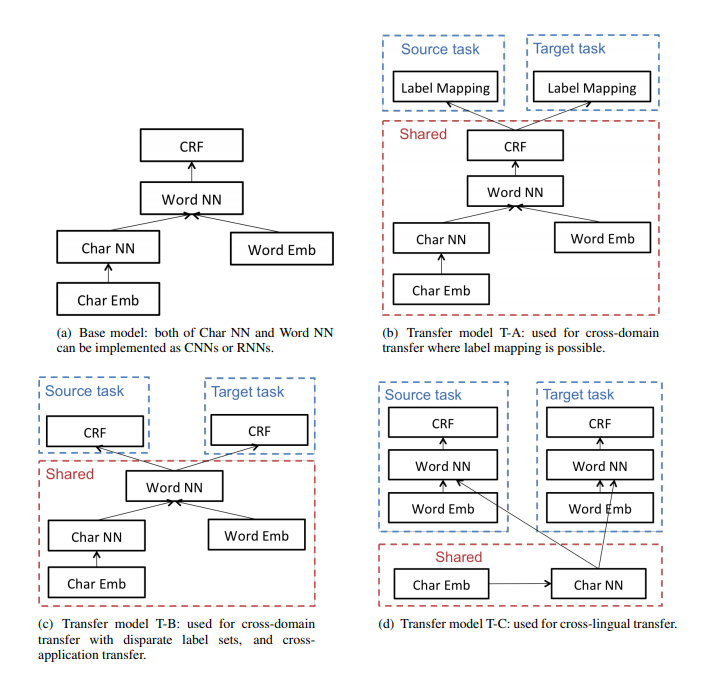 CRF
Word NN
Char NN
Word Emb
Char Emb
(a) Base model: both of Char NN and Word NN
can be implemented as CNNs or RNNs.
Source task
Target task
Label Mapping
Label Mapping
Shared
CRF
Word NN
Char NN
Word Emb
Char Emb
(b) Transfer model T-A: used for cross-domain
transfer where label mapping is possible.
Source task
Target task
CRF
CRF
Shared
Word NN
Char NN
Word Emb
Char Emb
(c) Transfer model T-B: used for cross-domain
transfer with disparate label sets, and cross-
application transfer.
Source task
Target task
CRF
CRF
Word NN
Word NN
Word Emb
Word Emb
Shared
Char Emb
Char NN
(d) Transfer model T-C: used for cross-lingual transfer.